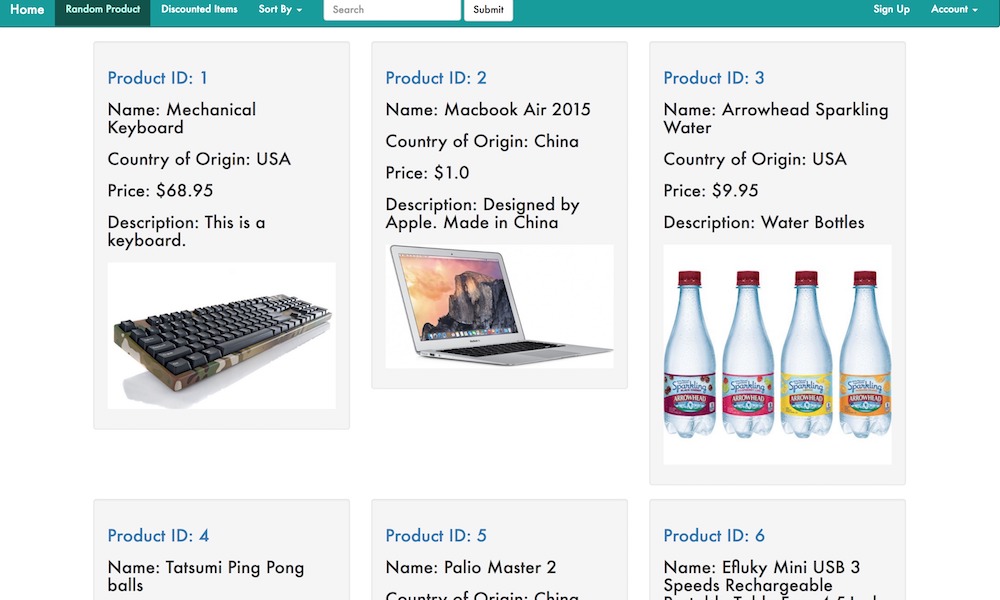 Home Random Product Discounted Items Sort By Search Submit Sign Up Account
Product ID: 1
Name: Mechanical
Keyboard
Country of Origin: USA
Price: $68.95
Description: This is a
keyboard.
Product ID: 2
Name: Macbook Air 2015
Country of Origin: China
Price: $1.0
Description: Designed by
Apple. Made in China
Product ID: 3
Name: Arrowhead Sparkling
Water
Country of Origin: USA
Price: $9.95
Description: Water Bottles
Sparkling
ARROWHEAD
Sparkling
ARROWHEAD
Sparkling
ARROWHEAD
Sparkling
ARROWHEAD
Product ID: 4
Name: Tatsumi Ping Pong
balls
Product ID: 5
Name: Palio Master 2
Country of Origin: China
Product ID: 6
Name: Efluky Mini USB 3
Speeds Rechargeable